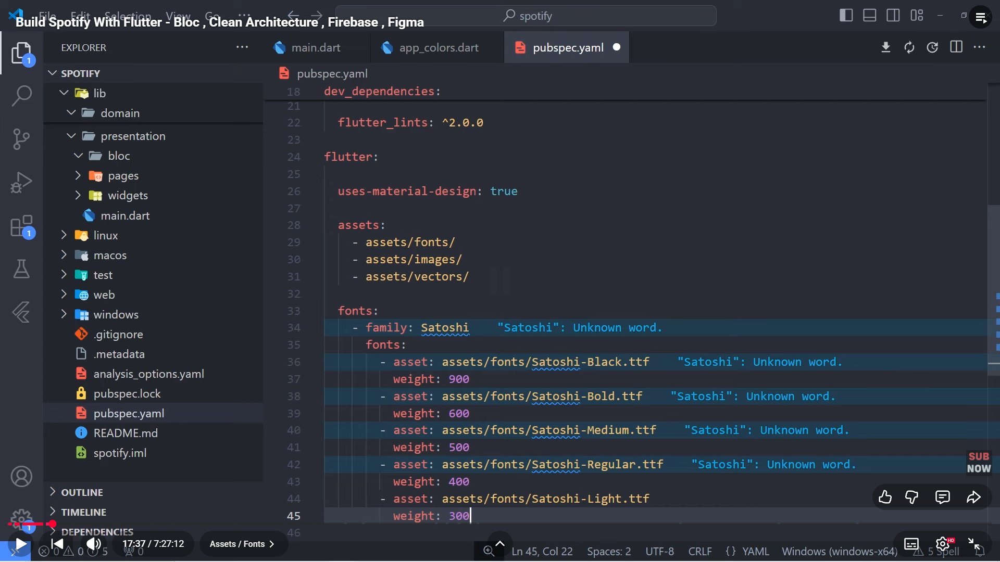 File Edit Selection View Go
spotify
Build Spotify With Flutter - Bloc , Clean Architecture , Firebase , Figma
EXPLORER
main.dart
app_colors.dart
pubspec.yaml
1
SPOTIFY
pubspec.yaml
lib
domain
presentation
bloc
pages
widgets
main.dart
linux
macos
test
web
windows
.gitignore
.metadata
analysis_options.yaml
pubspec.lock
pubspec.yaml
README.md
spotify.iml
OUTLINE
TIMELINE
DEPENDENCIES
1
1
18 dev_dependencies:
21
22 flutter_lints: ^2.0.0
23
24 flutter:
25
26 uses-material-design: true
27
28 assets:
29 - assets/fonts/
30 - assets/images/
31 - assets/vectors/
32
33 fonts:
34 - family: Satoshi "Satoshi": Unknown word.
35 fonts:
36 - asset: assets/fonts/Satoshi-Black.ttf "Satoshi": Unknown word.
37 weight: 900
38 - asset: assets/fonts/Satoshi-Bold.ttf "Satoshi": Unknown word.
39 weight: 600
40 - asset: assets/fonts/Satoshi-Medium.ttf "Satoshi": Unknown word.
41 weight: 500
42 - asset: assets/fonts/Satoshi-Regular.ttf "Satoshi": Unknown word.
43 weight: 400
44 - asset: assets/fonts/Satoshi-Light.ttf
45 weight: 300
46
SUB
NOW
17:37 / 7:27:12
Assets / Fonts
HD
0 0 5 0
Ln 45, Col 22 Spaces: 2 UTF-8 CRLF {} YAML Windows (windows-x64) 5 Spell